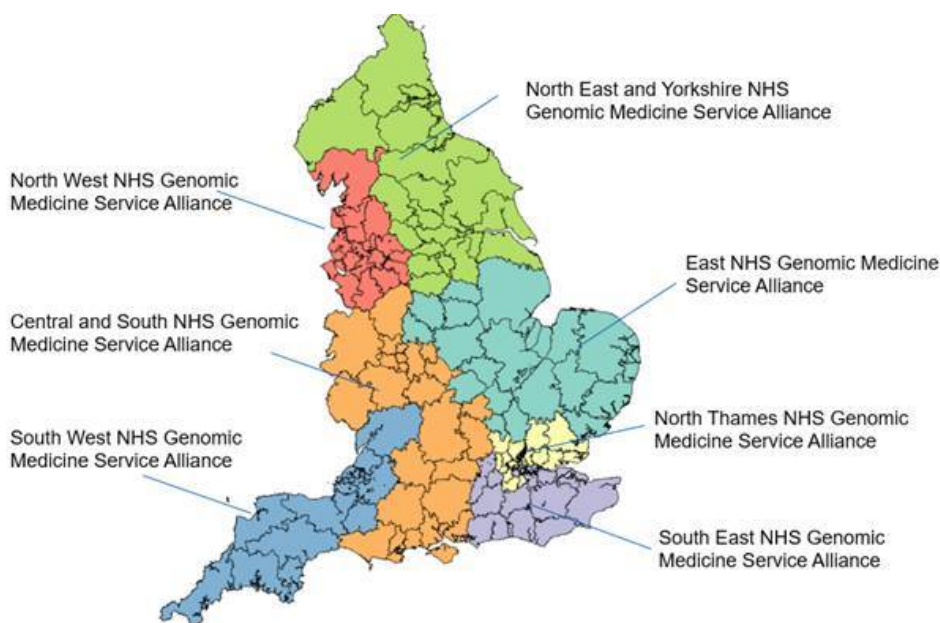 North East and Yorkshire NHS
Genomic Medicine Service Alliance
North West NHS Genomic
Medicine Service Alliance
East NHS Genomic Medicine
Service Alliance
Central and South NHS Genomic
Medicine Service Alliance
North Thames NHS Genomic
Medicine Service Alliance
South West NHS Genomic
Medicine Service Alliance
South East NHS Genomic
Medicine Service Alliance